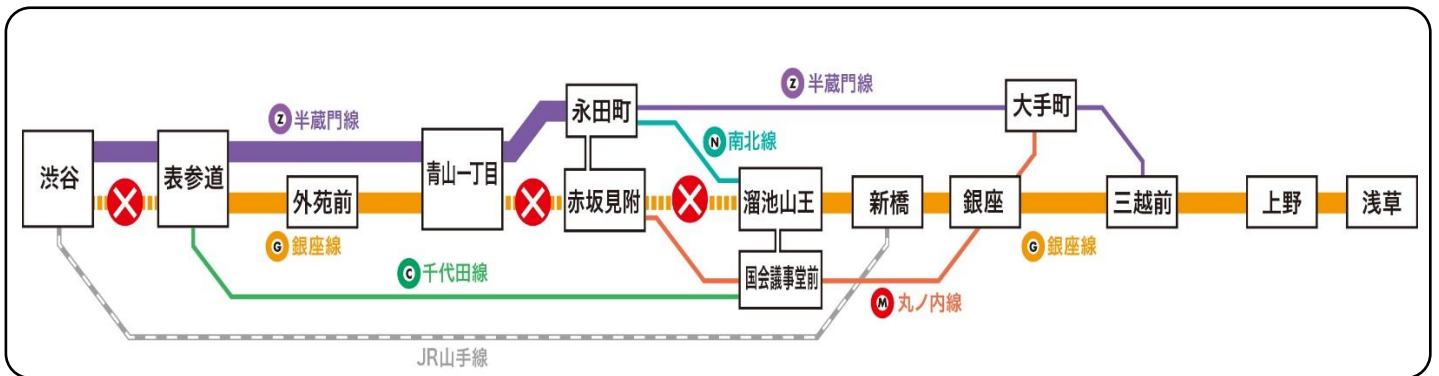 Z 半蔵門線
大手町
永田町
Z 半蔵門線
N 南北線
渋谷
表参道
青山一丁目
外苑前
赤坂見附
溜池山王
新橋
銀座
三越前
上野
浅草
G 銀座線
G 銀座線
C 千代田線
国会議事堂前
M 丸ノ内線
JR山手線